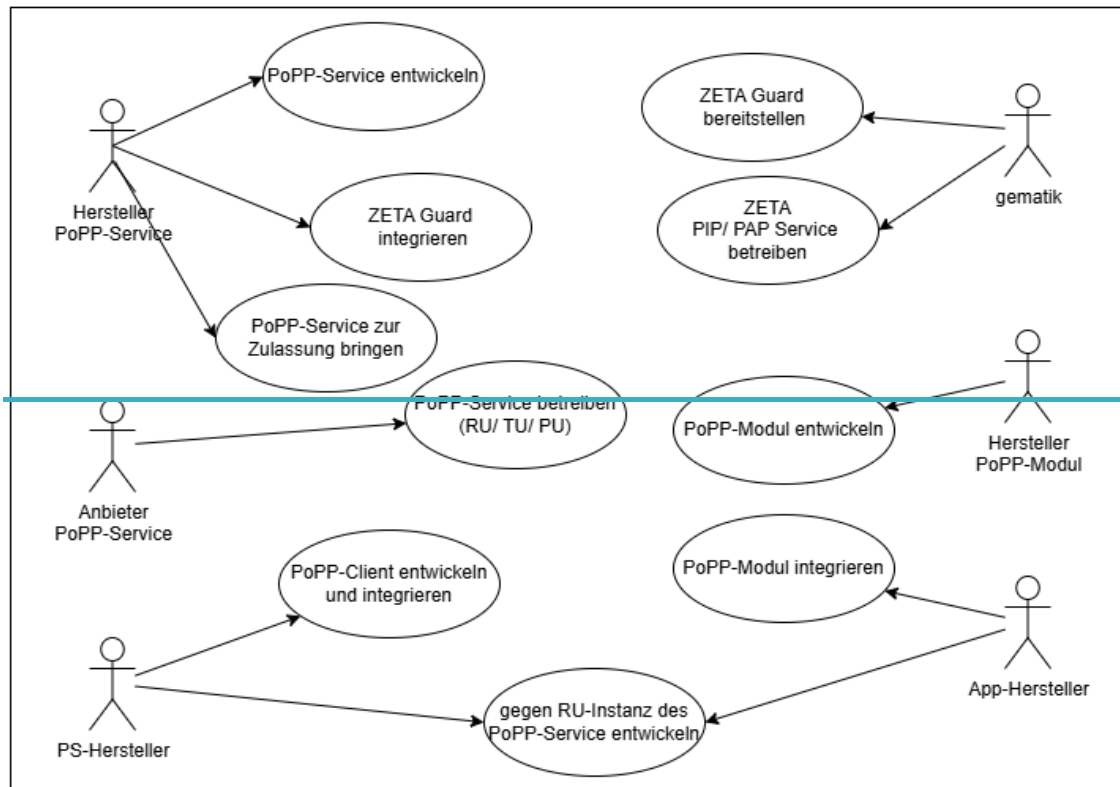 PoPP-Service entwickeln
ZETA Guard
bereitstellen
Hersteller
PoPP-Service
gematik
ZETA Guard
integrieren
ZETA
PIP/ PAP Service
betreiben
PoPP-Service zur
Zulassung bringen
PoPP-Service betreiben
(RU/ TU/ PU)
PoPP-Modul entwickeln
Hersteller
PoPP-Modul
Anbieter
PoPP-Service
PoPP-Client entwickeln
und integrieren
PoPP-Modul integrieren
App-Hersteller
PS-Hersteller
gegen RU-Instanz des
PoPP-Service entwickeln